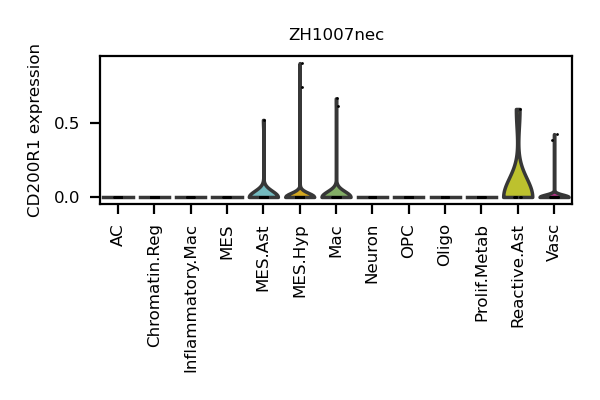 ZH1007nec
CD200R1 expression
0.5
0.0
AC
Chromatin.Reg
Inflammatory.Mac
MES
MES.Ast
MES.Hyp
Mac
Neuron
OPC
Oligo
Prolif.Metab
Reactive.Ast
Vasc